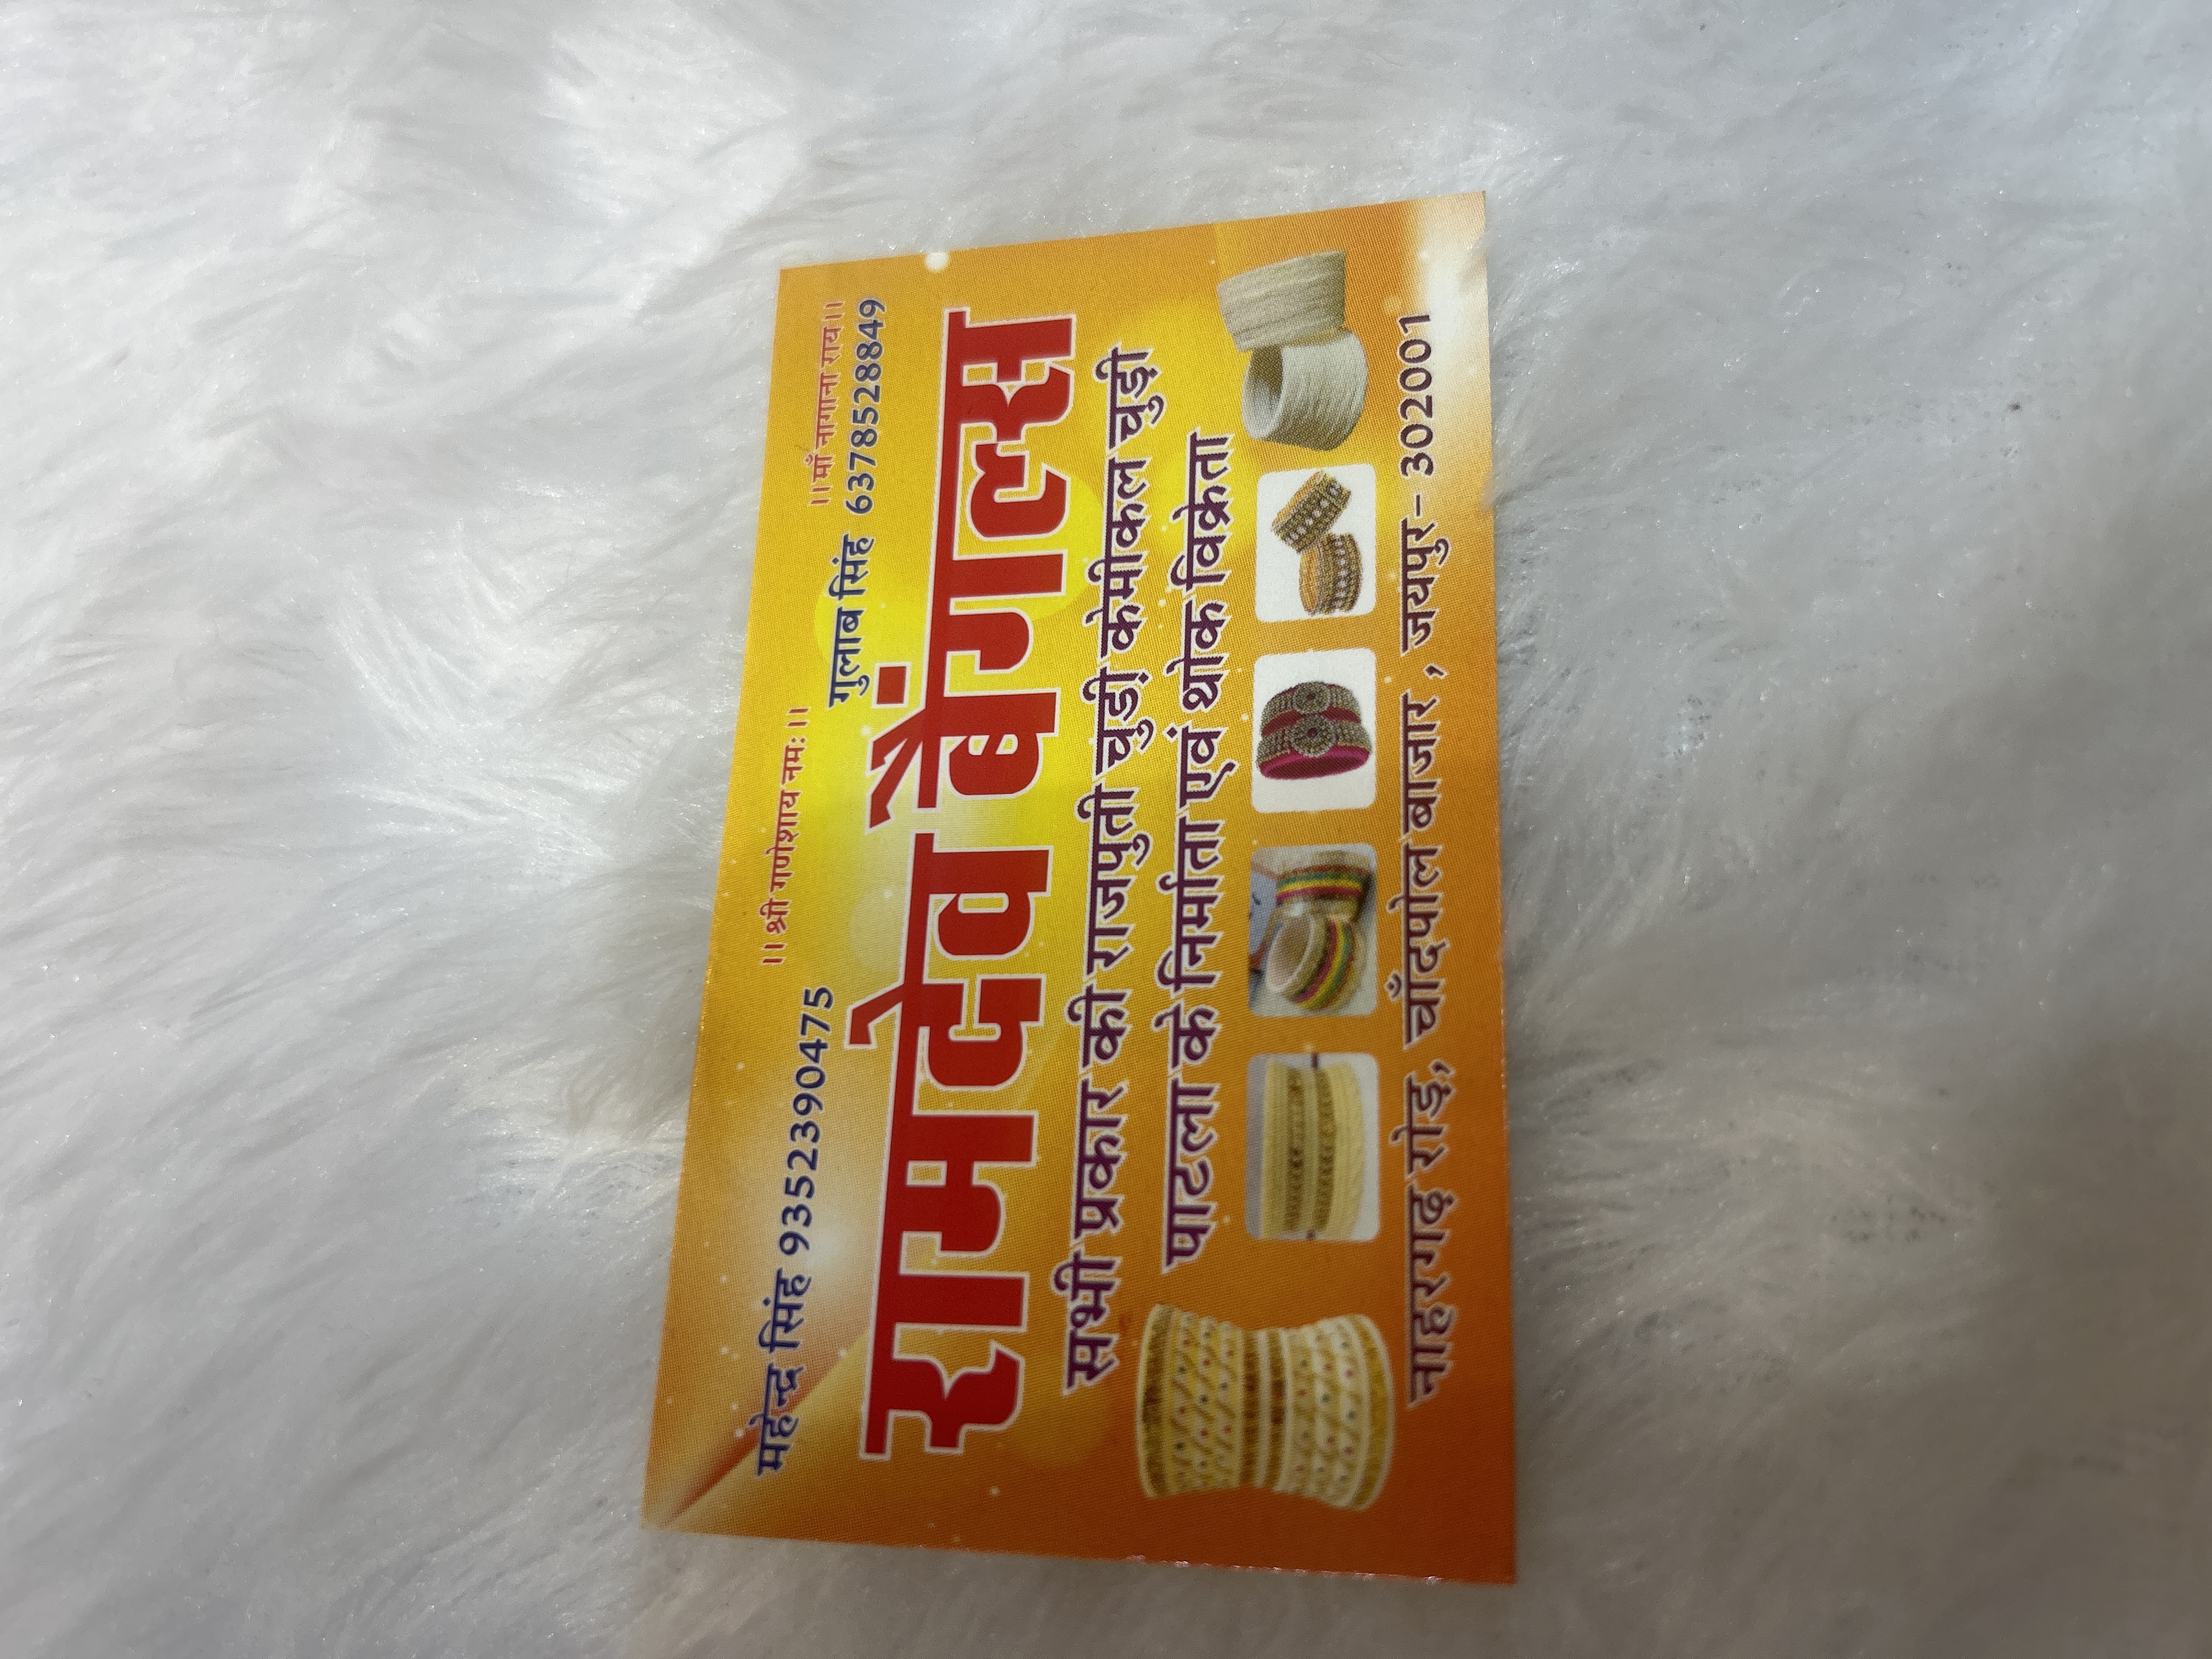 ।। श्री गणेशाय नमः ।।
।। माँ नागाना राय ।।
महेन्द्र सिंह 9352390475
गुलाब सिंह 6378528849
रामदेव बैंगल्स
सभी प्रकार की राजपुती चुडी़ केमीकल चुड़ी
पाटला के निर्माता एवं थोक विक्रेता
नाहरगढ़ रोड़, चाँदपोल बाजार , जयपुर- 302001